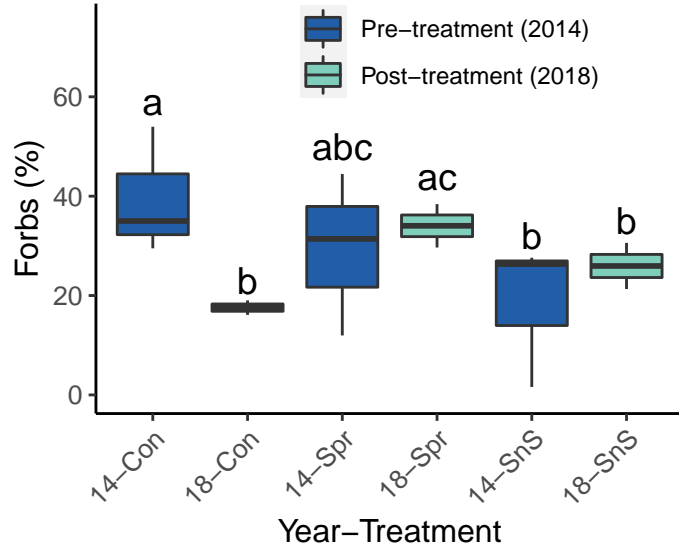 Pre−treatment (2014)
Post−treatment (2018)
60
40
20
0
Forbs (%)
a
b
abc
ac
b
b
14−Con
18−Con
14−Spr
18−Spr
14−SnS
18−SnS
Year−Treatment